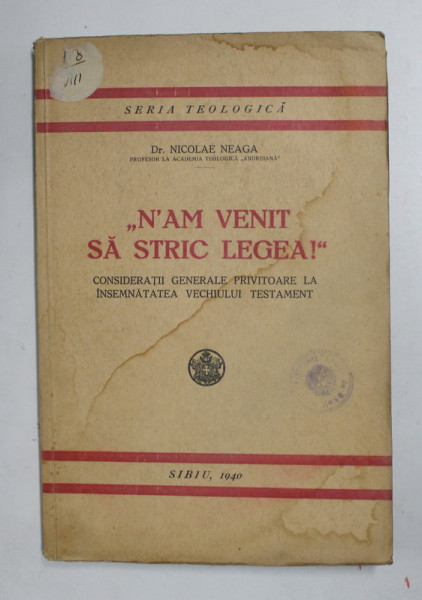 SERIA TEOLOGICĂ
Dr. NICOLAE NEAGA
PROFESOR LA ACADEMIA TEOLOGICĂ „ANDREIANĂ”
„N'AM VENIT
SĂ STRIC LEGEA!“
CONSIDERAȚII GENERALE PRIVITOARE LA
ÎNSEMNĂTATEA VECHIULUI TESTAMENT
SIBIU, 1940